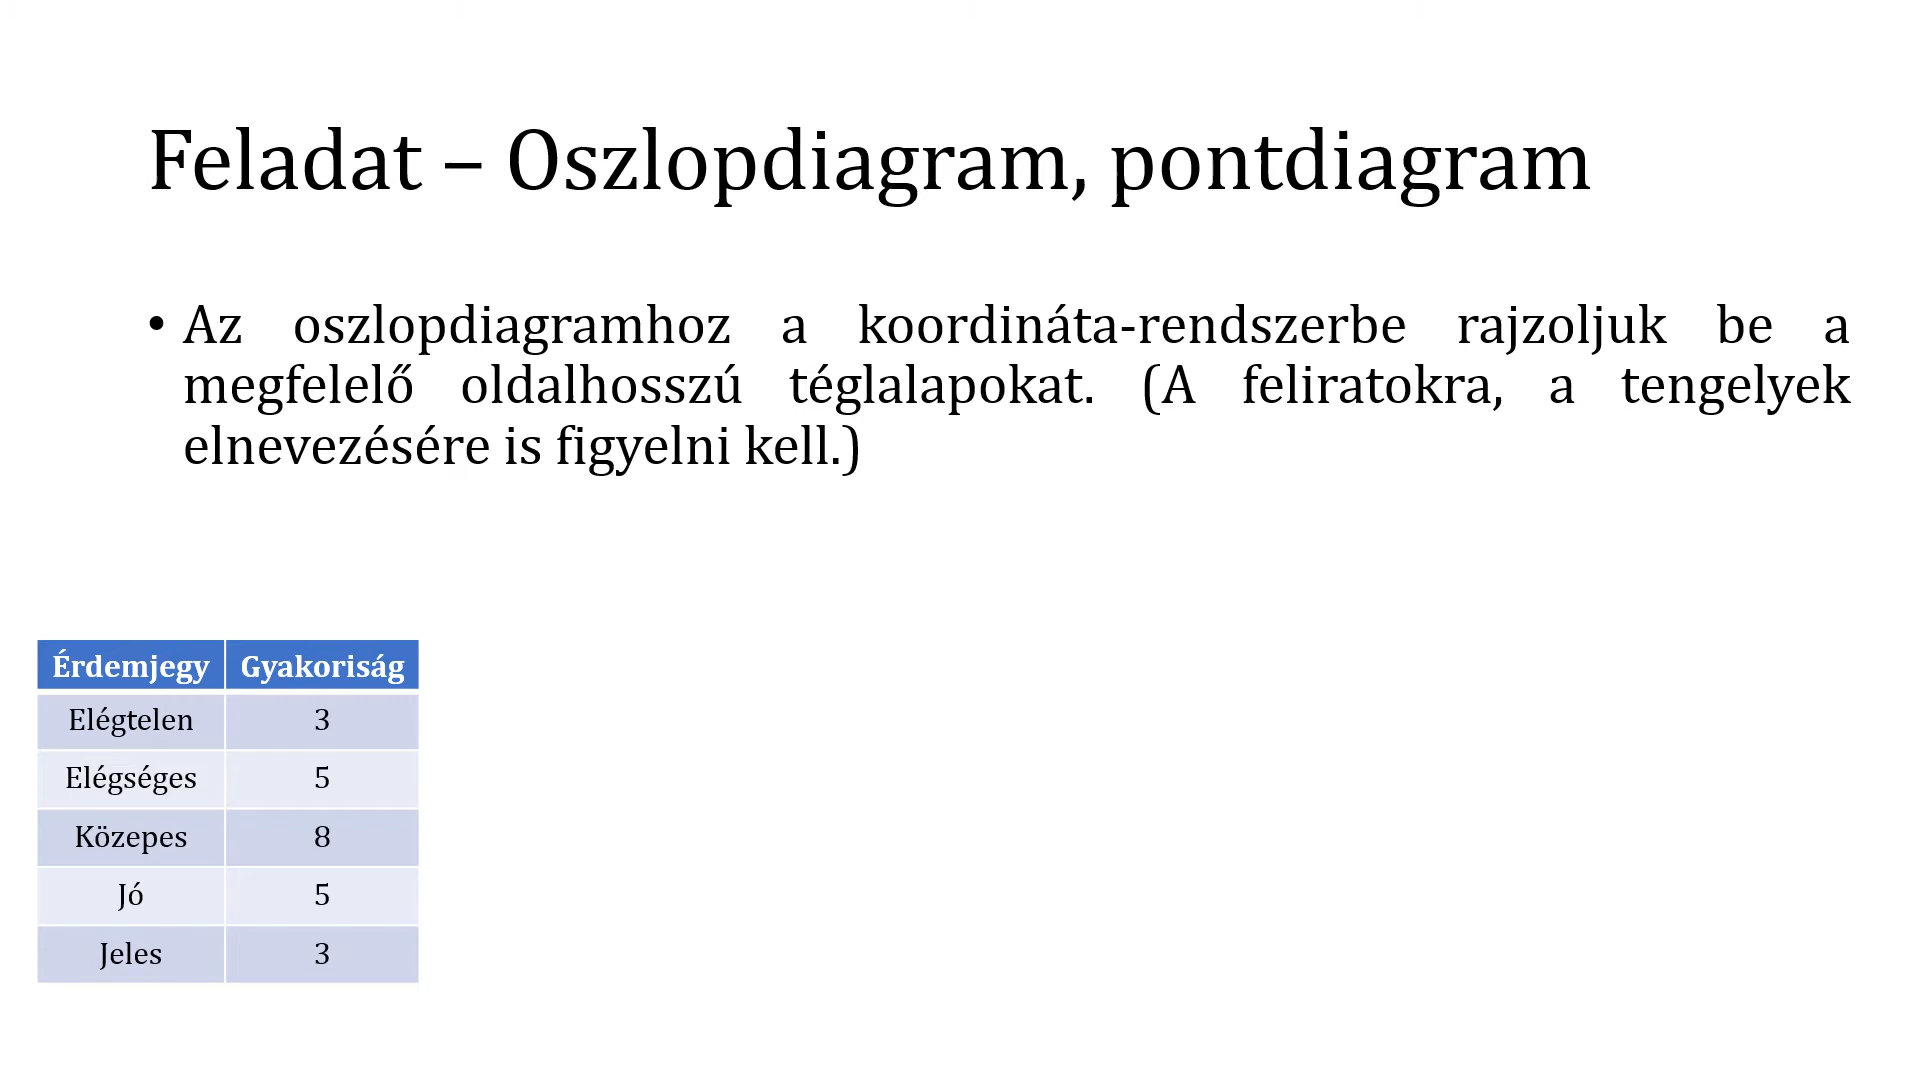 Feladat – Oszlopdiagram, pontdiagram
• Az oszlopdiagramhoz a koordináta-rendszerbe rajzoljuk be a
megfelelő oldalhosszú téglalapokat. (A feliratokra, a tengelyek
elnevezésére is figyelni kell.)
Érdemjegy Gyakoriság
Elégtelen 3
Elégséges 5
Közepes 8
Jó 5
Jeles 3